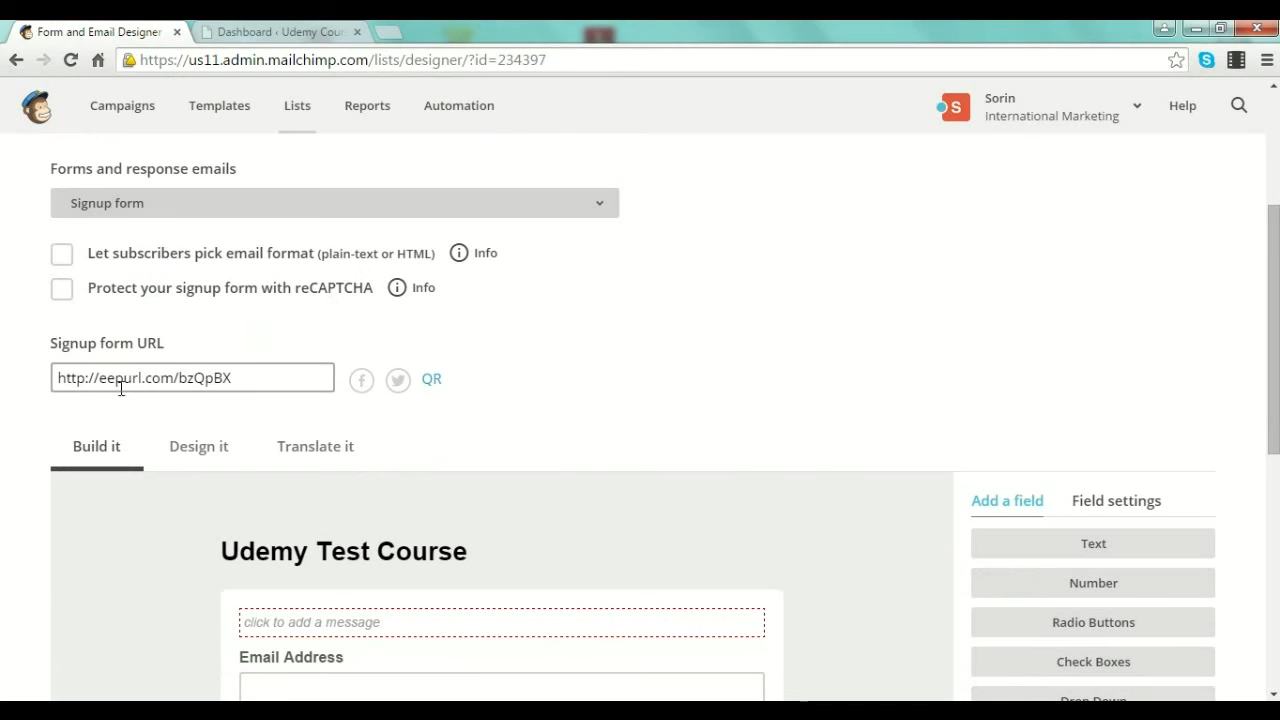 Form and Email Designer
Dashboard ‹ Udemy Cour
https://us11.admin.mailchimp.com/lists/designer/?id=234397
Campaigns Templates Lists Reports Automation
S Sorin
International Marketing
Help
Forms and response emails
Signup form
Let subscribers pick email format (plain-text or HTML) Info
Protect your signup form with reCAPTCHA Info
Signup form URL
http://eepurl.com/bzQpBX
QR
Build it Design it Translate it
Add a field Field settings
Text
Number
Radio Buttons
Check Boxes
Drop Down
Udemy Test Course
click to add a message
Email Address